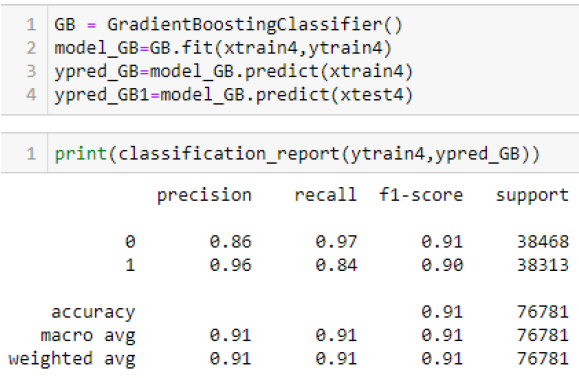 1 GB = GradientBoostingClassifier()
2 model_GB=GB.fit(xtrain4,ytrain4)
3 ypred_GB=model_GB.predict(xtrain4)
4 ypred_GB1=model_GB.predict(xtest4)
1 print(classification_report(ytrain4,ypred_GB))
precision recall f1-score support
0 0.86 0.97 0.91 38468
1 0.96 0.84 0.90 38313
accuracy 0.91 76781
macro avg 0.91 0.91 0.91 76781
weighted avg 0.91 0.91 0.91 76781